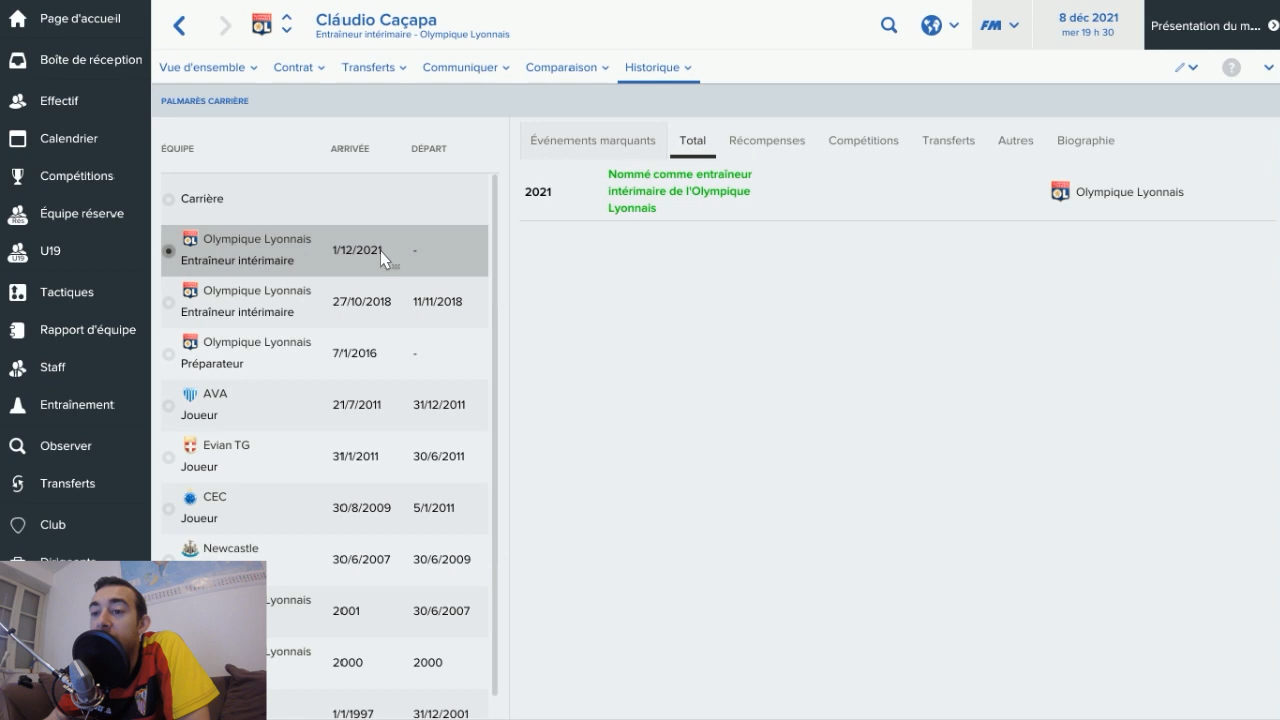 Page d'accueil
Boîte de réception
Effectif
Calendrier
Compétitions
Équipe réserve
U19
Tactiques
Rapport d'équipe
Staff
Entraînement
Observer
Transferts
Club
Cláudio Caçapa
Entraîneur intérimaire - Olympique Lyonnais
FM
8 déc 2021
mer 19 h 30
Présentation du m...
Vue d'ensemble
Contrat
Transferts
Communiquer
Comparaison
Historique
PALMARÈS CARRIÈRE
ÉQUIPE ARRIVÉE DÉPART
Carrière
Olympique Lyonnais
Entraîneur intérimaire
1/12/2021 -
Olympique Lyonnais
Entraîneur intérimaire
27/10/2018 11/11/2018
Olympique Lyonnais
Préparateur
7/1/2016 -
AVA
Joueur
21/7/2011 31/12/2011
Evian TG
Joueur
31/1/2011 30/6/2011
CEC
Joueur
30/8/2009 5/1/2011
Newcastle
30/6/2007 30/6/2009
Lyonnais
2001 30/6/2007
Lyonnais
2000 2000
1/1/1997 31/12/2001
Événements marquants
Total
Récompenses
Compétitions
Transferts
Autres
Biographie
2021
Nommé comme entraîneur
intérimaire de l'Olympique
Lyonnais
Olympique Lyonnais